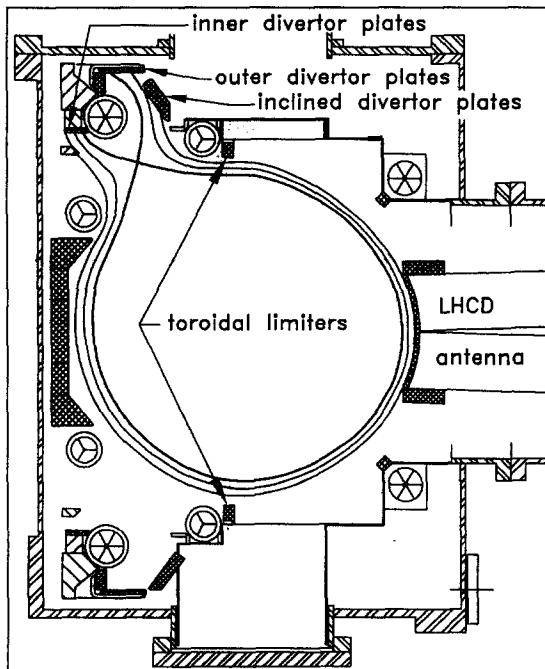 inner divertor plates
outer divertor plates
inclined divertor plates
toroidal limiters
LHCD
antenna